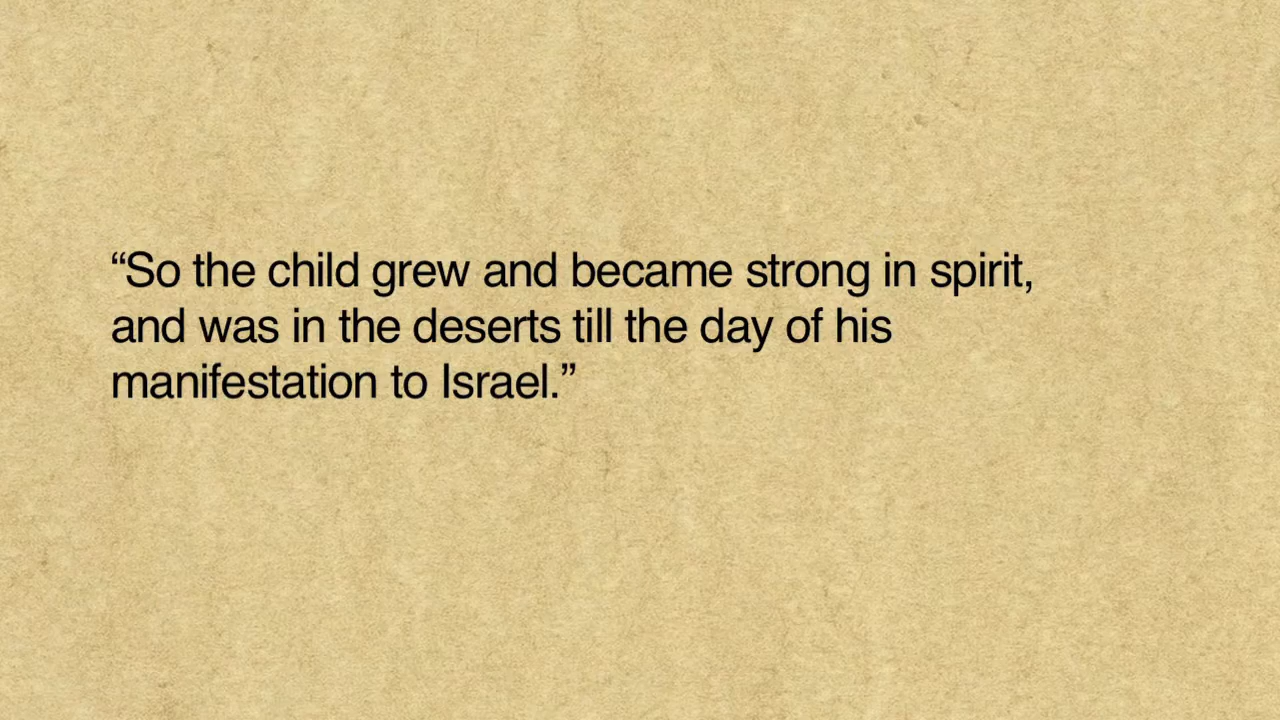 “So the child grew and became strong in spirit,
and was in the deserts till the day of his
manifestation to Israel.”